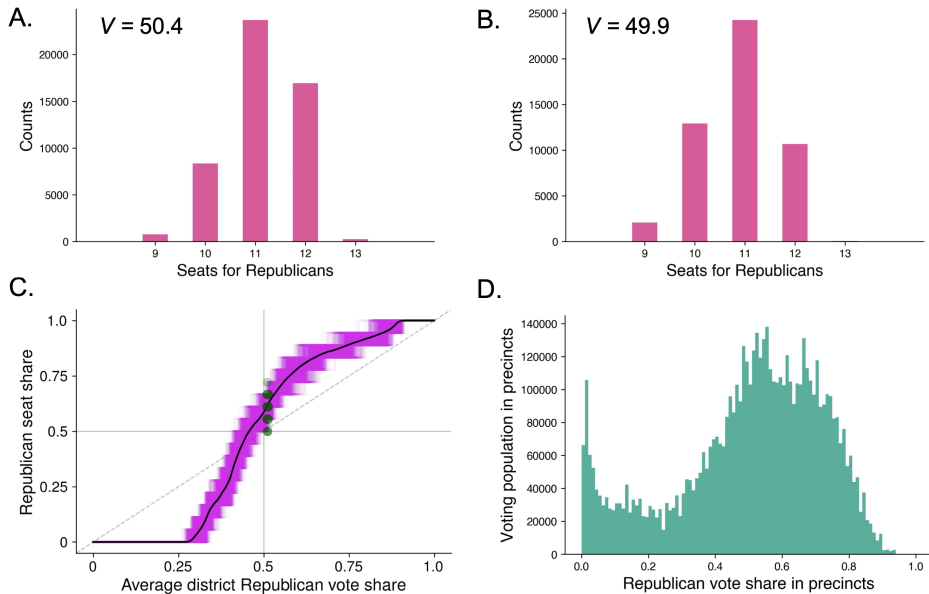 A.
V = 50.4
Counts
20000
15000
10000
5000
0
9 10 11 12 13
Seats for Republicans
B.
V = 49.9
Counts
25000
20000
15000
10000
5000
0
9 10 11 12 13
Seats for Republicans
C.
Republican seat share
1.0
0.75
0.5
0.25
0
0 0.25 0.5 0.75 1.0
Average district Republican vote share
D.
Voting population in precincts
140000
120000
100000
80000
60000
40000
20000
0
0.0 0.2 0.4 0.6 0.8 1.0
Republican vote share in precincts